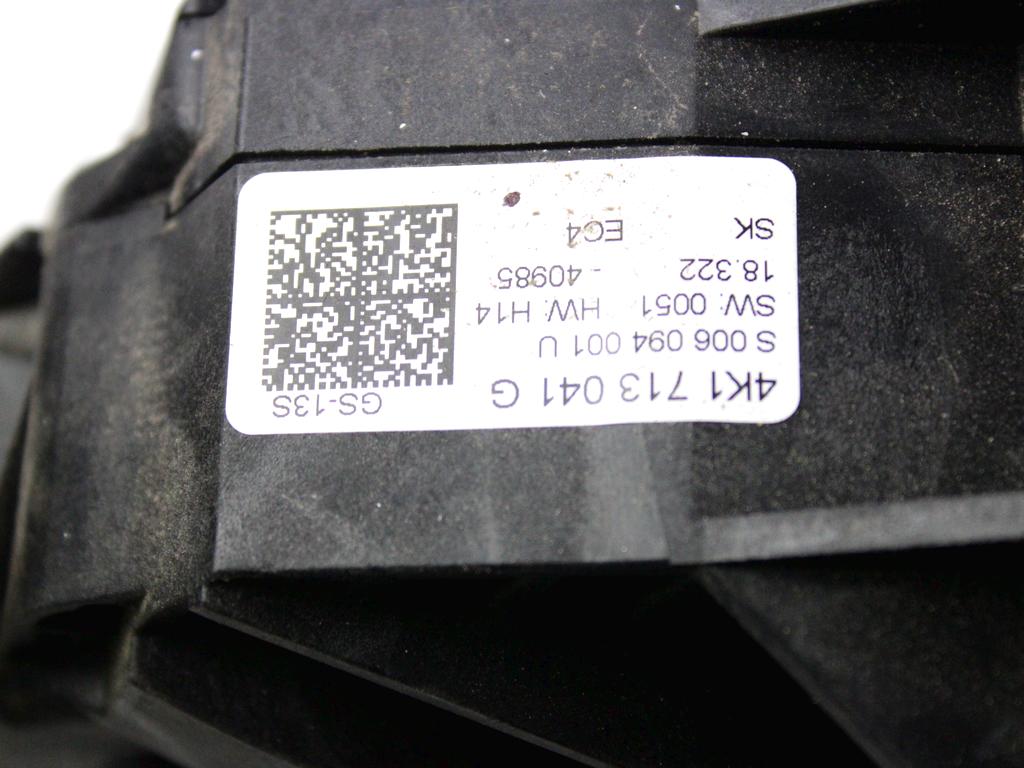 4K1 713 041 G
GS-13S
S 006 094 001 U
SW: 0051 HW: H14
18.322 - 40985
SK EC4